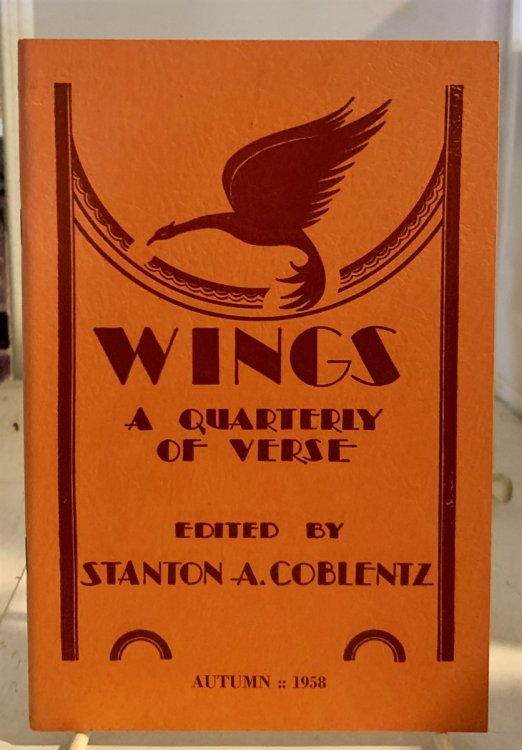 WINGS
A QUARTERLY
OF VERSE
EDITED BY
STANTON A. COBLENTZ
AUTUMN :: 1958